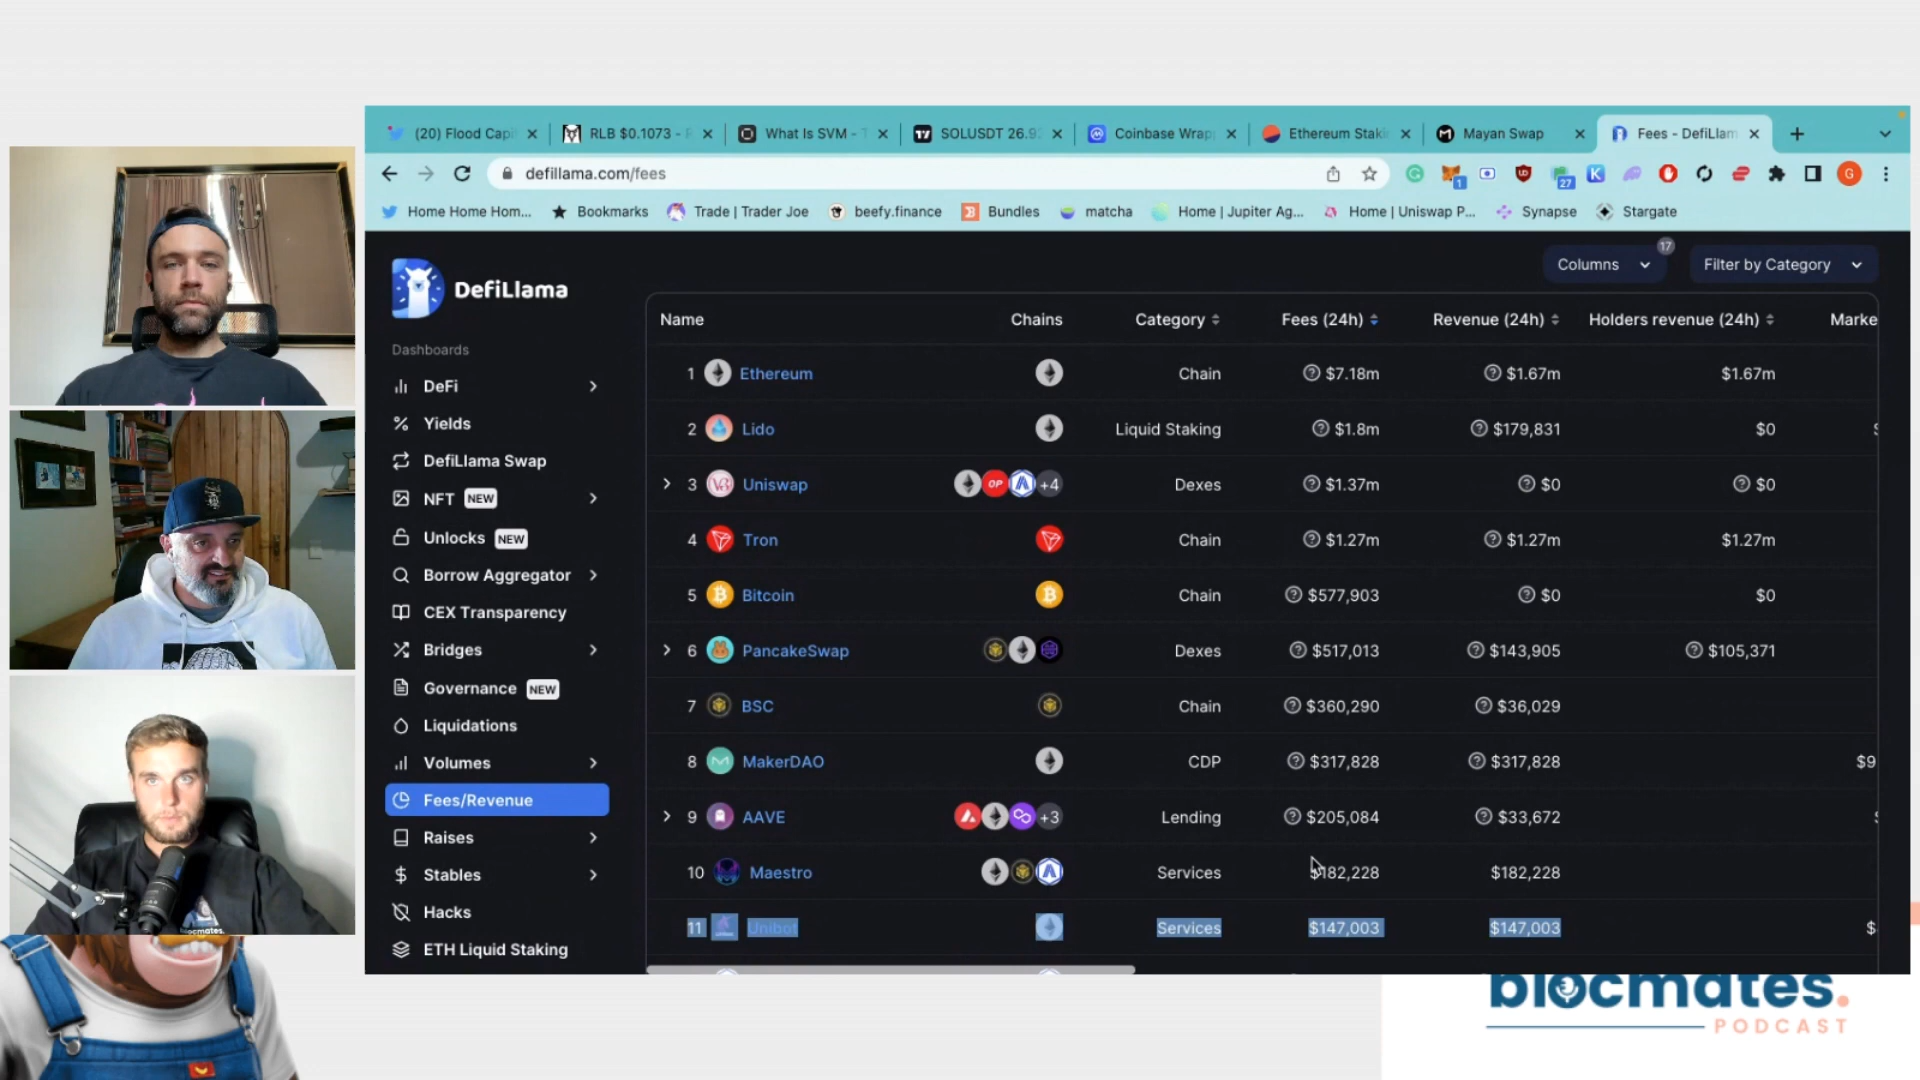 (20) Flood Capi
RLB $0.1073 -
What Is SVM - T
SOLUSDT 26.9
Coinbase Wrap
Ethereum Staki
Mayan Swap
Fees - DefiLlam
defillama.com/fees
1
27
K
G
Home Home Hom...
Bookmarks
Trade | Trader Joe
beefy.finance
Bundles
matcha
Home | Jupiter Ag...
Home | Uniswap P...
Synapse
Stargate
DefiLlama
Columns
17
Filter by Category
Dashboards
DeFi
Yields
DefiLlama Swap
NFT NEW
Unlocks NEW
Borrow Aggregator
CEX Transparency
Bridges
Governance NEW
Liquidations
Volumes
Fees/Revenue
Raises
Stables
Hacks
ETH Liquid Staking
Name Chains Category Fees (24h) Revenue (24h) Holders revenue (24h) Marke
1 Ethereum Chain $7.18m $1.67m $1.67m
2 Lido Liquid Staking $1.8m $179,831 $0
3 Uniswap OP +4 Dexes $1.37m $0 $0
4 Tron Chain $1.27m $1.27m $1.27m
5 Bitcoin Chain $577,903 $0 $0
6 PancakeSwap Dexes $517,013 $143,905 $105,371
7 BSC Chain $360,290 $36,029
8 MakerDAO CDP $317,828 $317,828 $9
9 AAVE +3 Lending $205,084 $33,672
10 Maestro Services $182,228 $182,228
11 Unibot Services $147,003 $147,003 $
blocmates.
blocmates.
PODCAST